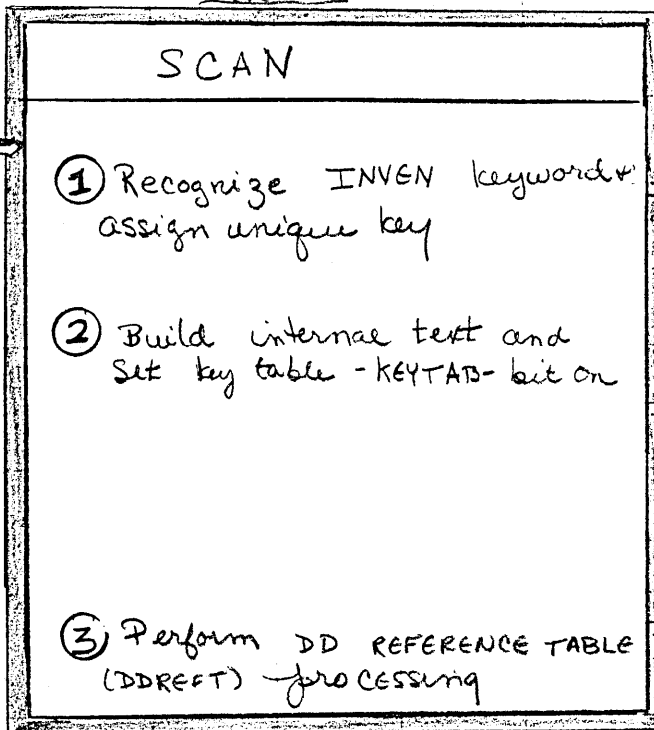 SCAN
① Recognize INVEN keyword &
assign unique key
② Build internal text and
Set key table -KEYTAB- bit on
③ Perform DD REFERENCE TABLE
(DDREFT) processing